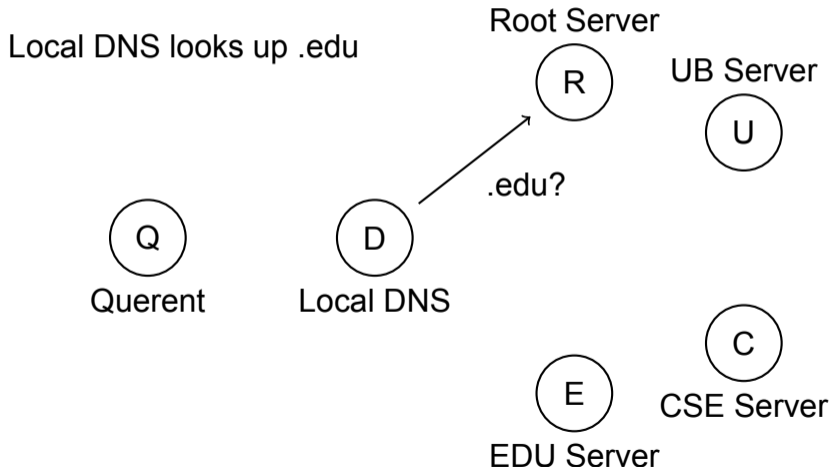 Local DNS looks up .edu
Root Server
R
UB Server
U
.edu?
Q
Querent
D
Local DNS
C
CSE Server
E
EDU Server